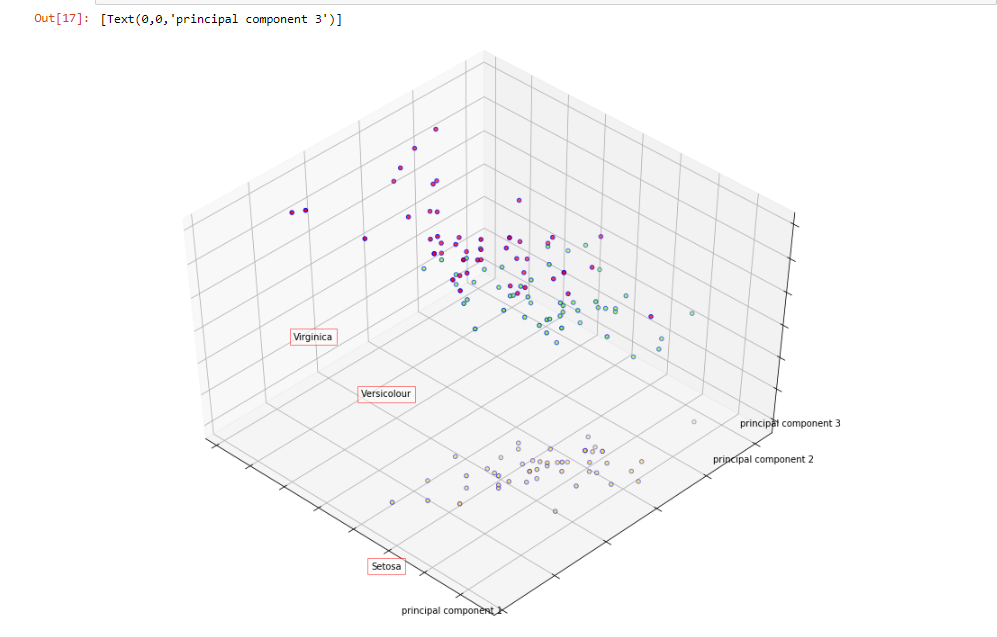 Out[17]: [Text(0,0,'principal component 3')]
Virginica
Versicolour
principal component 3
principal component 2
Setosa
principal component 1